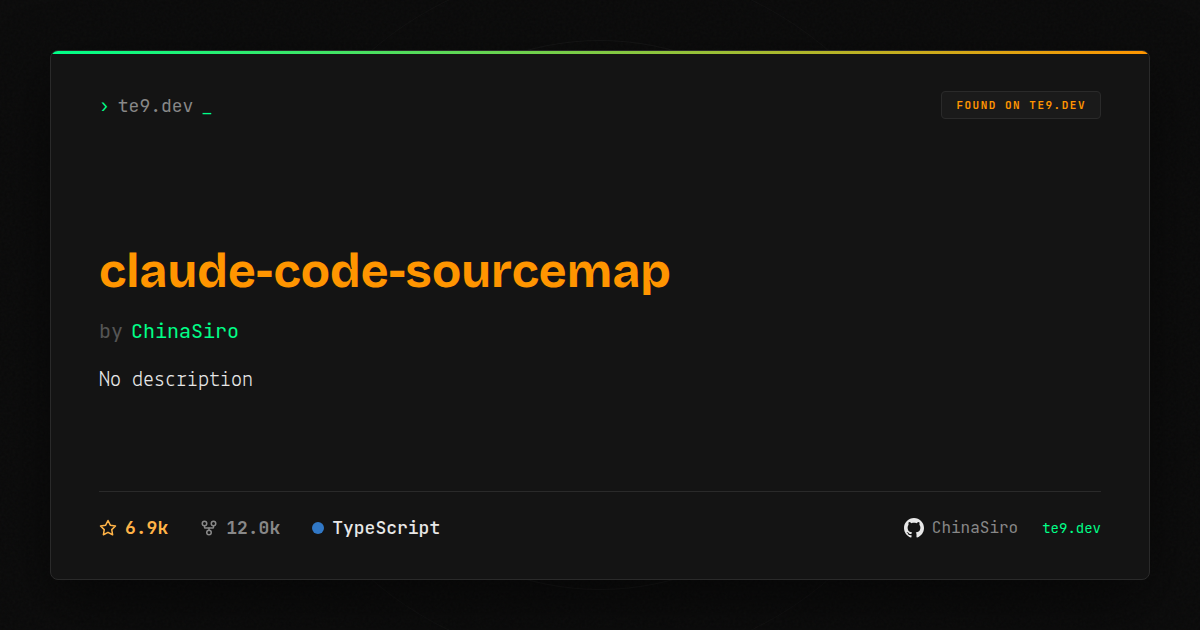 › te9.dev _
FOUND ON TE9.DEV
claude-code-sourcemap
by ChinaSiro
No description
6.9k 12.0k TypeScript
ChinaSiro te9.dev